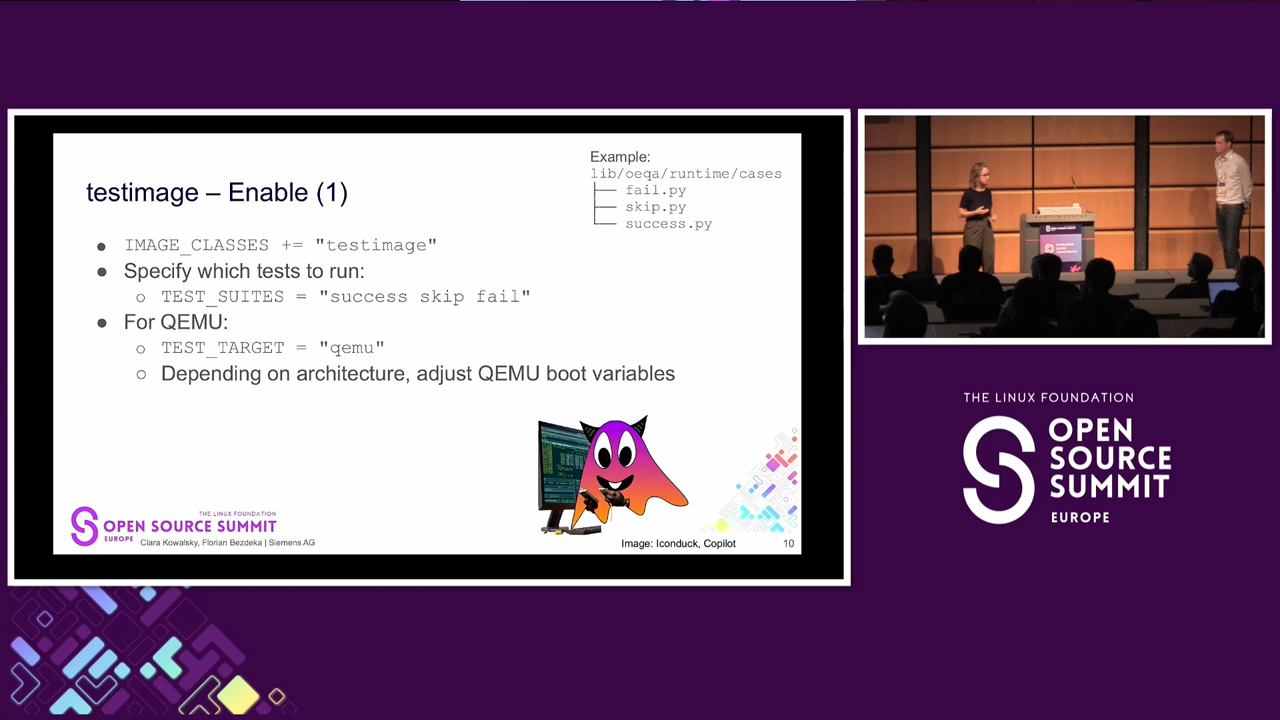 testimage – Enable (1)
Example:
lib/oeqa/runtime/cases
├── fail.py
├── skip.py
└── success.py
● IMAGE_CLASSES += "testimage"
● Specify which tests to run:
○ TEST_SUITES = "success skip fail"
● For QEMU:
○ TEST_TARGET = "qemu"
○ Depending on architecture, adjust QEMU boot variables
THE LINUX FOUNDATION
OPEN SOURCE SUMMIT
EUROPE
Clara Kowalsky, Florian Bezdeka | Siemens AG
Image: Iconduck, Copilot
10
THE LINUX FOUNDATION
OPEN
SOURCE
SUMMIT
EUROPE